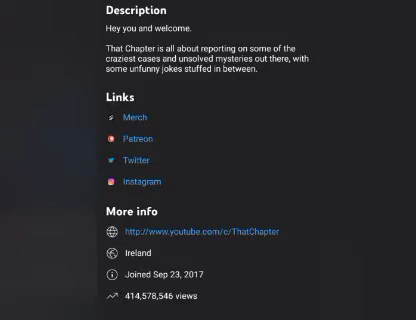 Description
Hey you and welcome.
That Chapter is all about reporting on some of the
craziest cases and unsolved mysteries out there, with
some unfunny jokes stuffed in between.
Links
Merch
Patreon
Twitter
Instagram
More info
http://www.youtube.com/c/ThatChapter
Ireland
Joined Sep 23, 2017
414,578,546 views